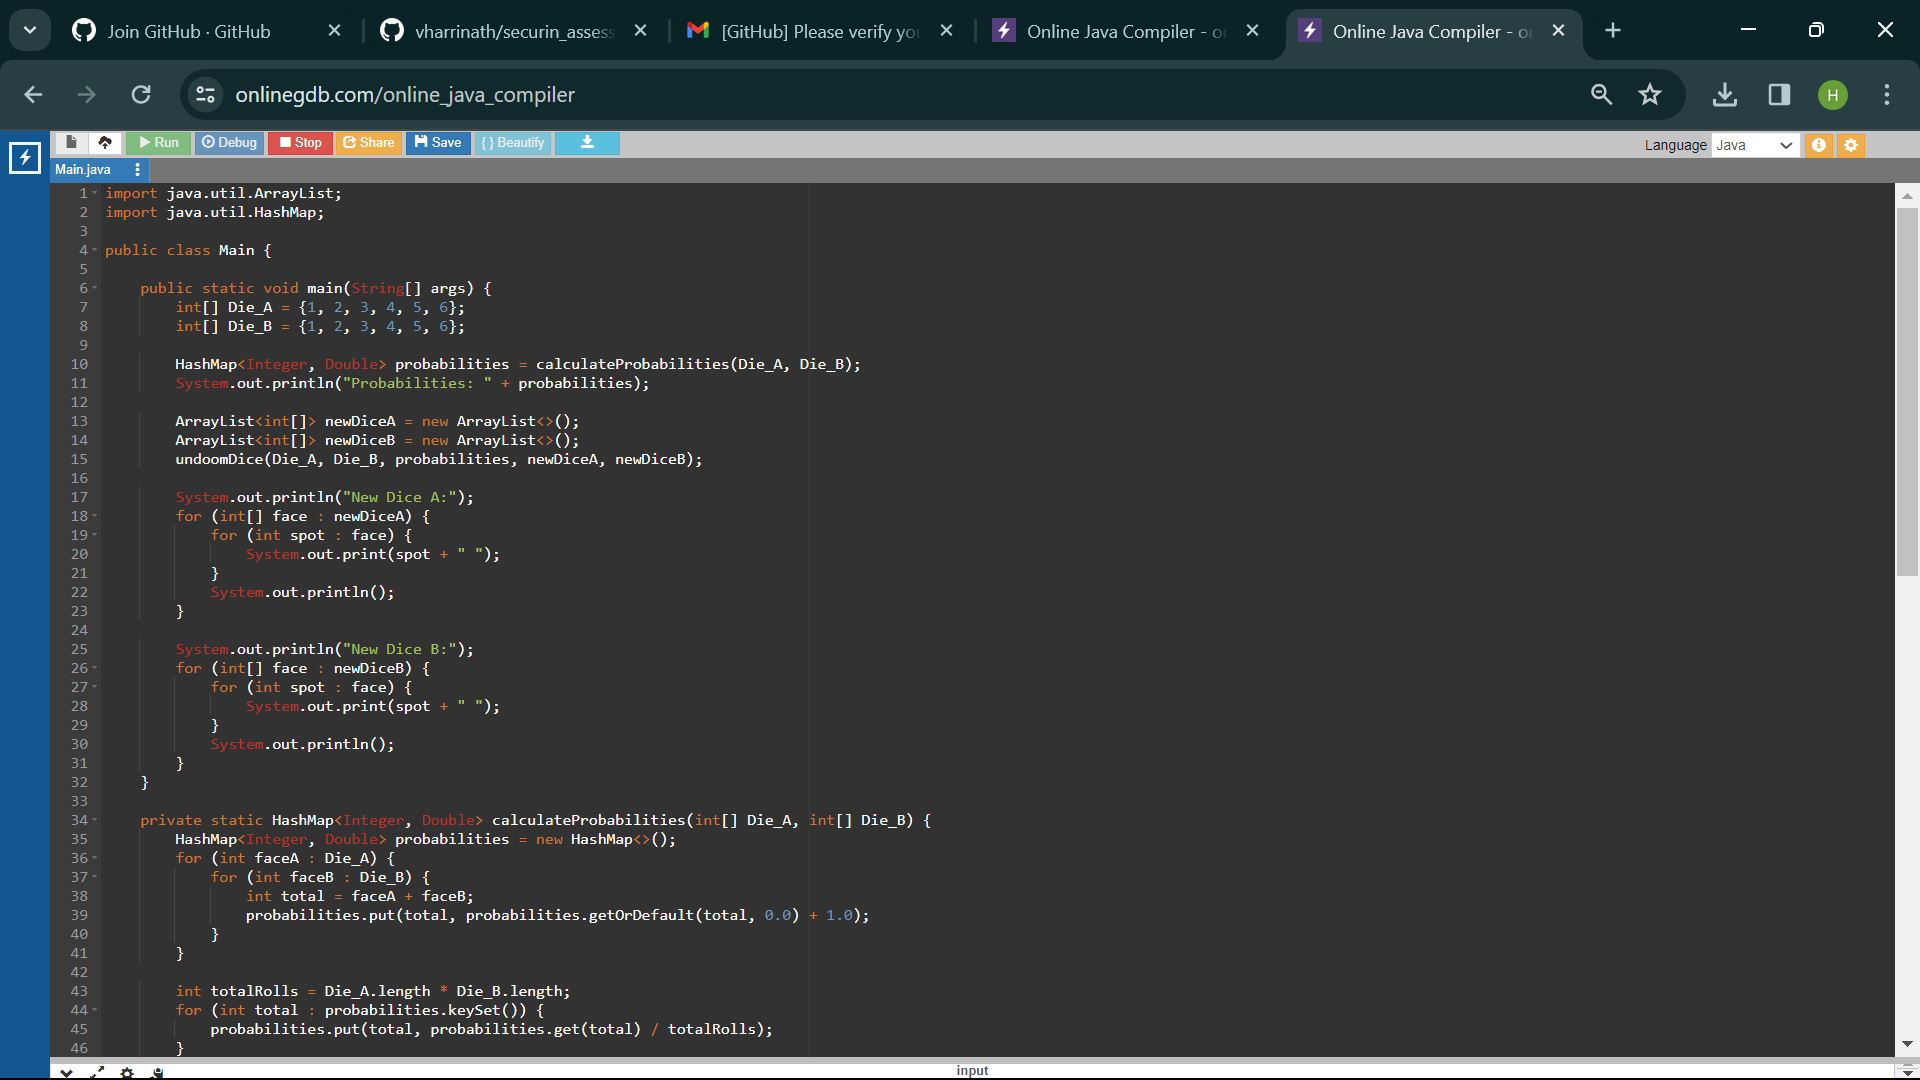 Join GitHub · GitHub
vharrinath/securin_assess
[GitHub] Please verify yo
Online Java Compiler - o
Online Java Compiler - o
onlinegdb.com/online_java_compiler
H
Run Debug Stop Share Save {} Beautify
Language Java
Main.java
1 import java.util.ArrayList;
2 import java.util.HashMap;
3
4 public class Main {
5
6     public static void main(String[] args) {
7         int[] Die_A = {1, 2, 3, 4, 5, 6};
8         int[] Die_B = {1, 2, 3, 4, 5, 6};
9
10         HashMap<Integer, Double> probabilities = calculateProbabilities(Die_A, Die_B);
11         System.out.println("Probabilities: " + probabilities);
12
13         ArrayList<int[]> newDiceA = new ArrayList<>();
14         ArrayList<int[]> newDiceB = new ArrayList<>();
15         undoomDice(Die_A, Die_B, probabilities, newDiceA, newDiceB);
16
17         System.out.println("New Dice A:");
18         for (int[] face : newDiceA) {
19             for (int spot : face) {
20                 System.out.print(spot + " ");
21             }
22             System.out.println();
23         }
24
25         System.out.println("New Dice B:");
26         for (int[] face : newDiceB) {
27             for (int spot : face) {
28                 System.out.print(spot + " ");
29             }
30             System.out.println();
31         }
32     }
33
34     private static HashMap<Integer, Double> calculateProbabilities(int[] Die_A, int[] Die_B) {
35         HashMap<Integer, Double> probabilities = new HashMap<>();
36         for (int faceA : Die_A) {
37             for (int faceB : Die_B) {
38                 int total = faceA + faceB;
39                 probabilities.put(total, probabilities.getOrDefault(total, 0.0) + 1.0);
40             }
41         }
42
43         int totalRolls = Die_A.length * Die_B.length;
44         for (int total : probabilities.keySet()) {
45             probabilities.put(total, probabilities.get(total) / totalRolls);
46         }
input